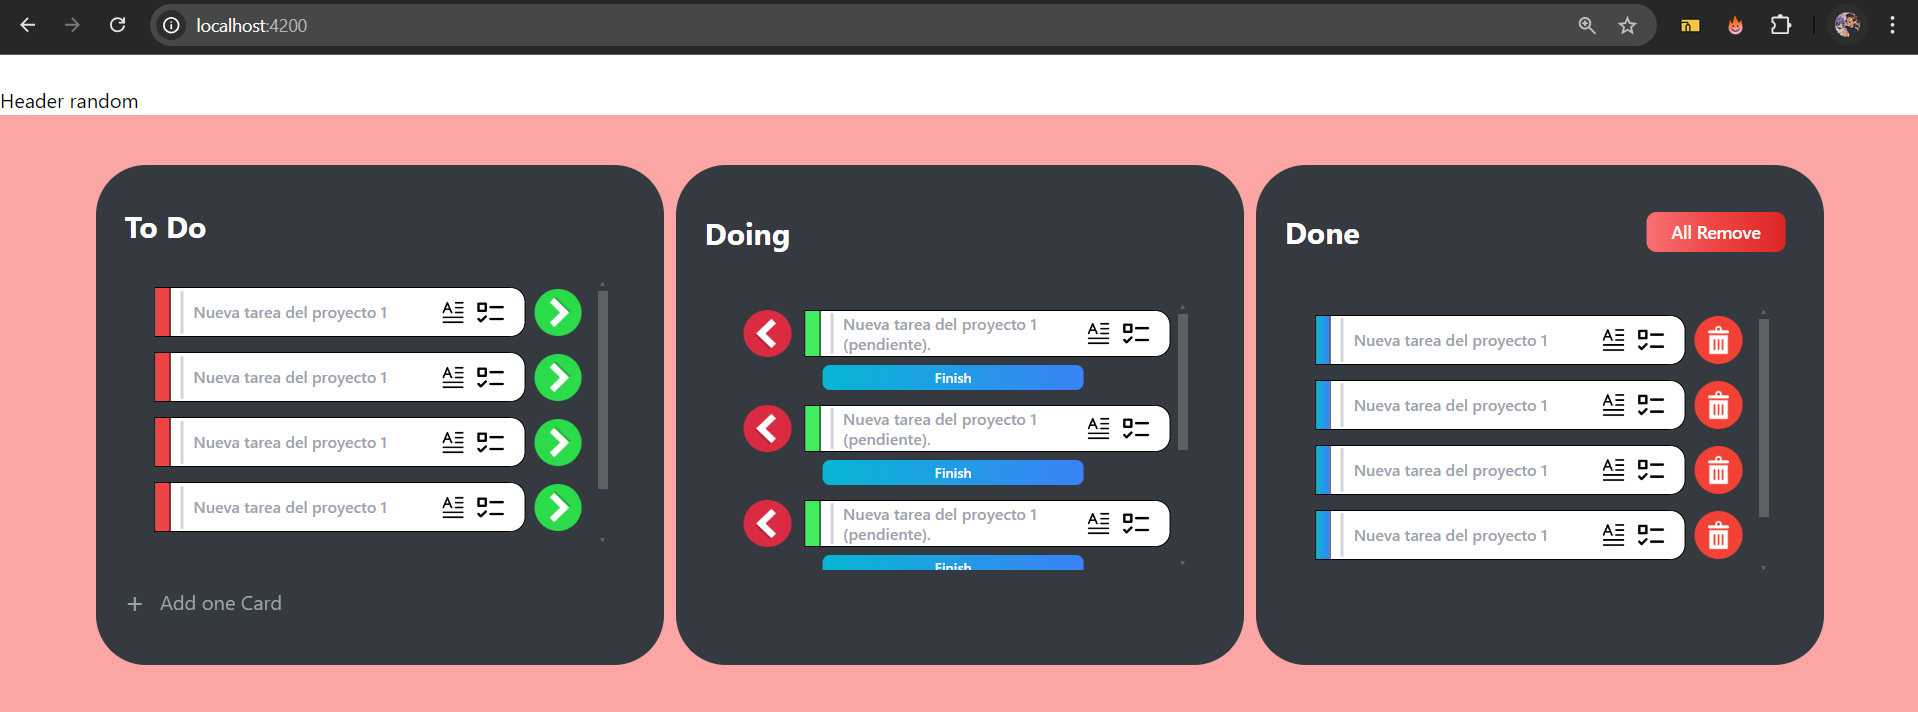 localhost:4200
Header random
To Do
Nueva tarea del proyecto 1
Nueva tarea del proyecto 1
Nueva tarea del proyecto 1
Nueva tarea del proyecto 1
+ Add one Card
Doing
Nueva tarea del proyecto 1
(pendiente).
Finish
Nueva tarea del proyecto 1
(pendiente).
Finish
Nueva tarea del proyecto 1
(pendiente).
Finish
Done
All Remove
Nueva tarea del proyecto 1
Nueva tarea del proyecto 1
Nueva tarea del proyecto 1
Nueva tarea del proyecto 1